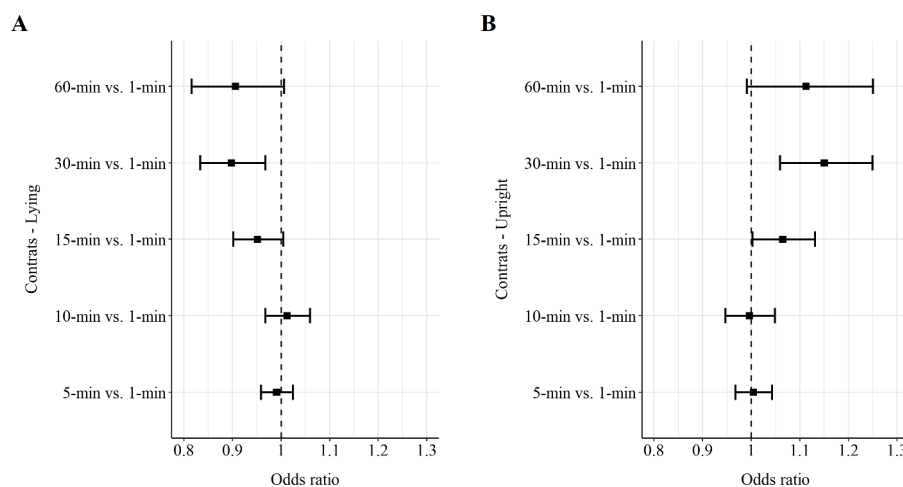 A
60-min vs. 1-min
30-min vs. 1-min
15-min vs. 1-min
10-min vs. 1-min
5-min vs. 1-min
Contrats - Lying
0.8 0.9 1 1.1 1.2 1.3
Odds ratio
B
60-min vs. 1-min
30-min vs. 1-min
15-min vs. 1-min
10-min vs. 1-min
5-min vs. 1-min
Contrats - Upright
0.8 0.9 1 1.1 1.2 1.3
Odds ratio